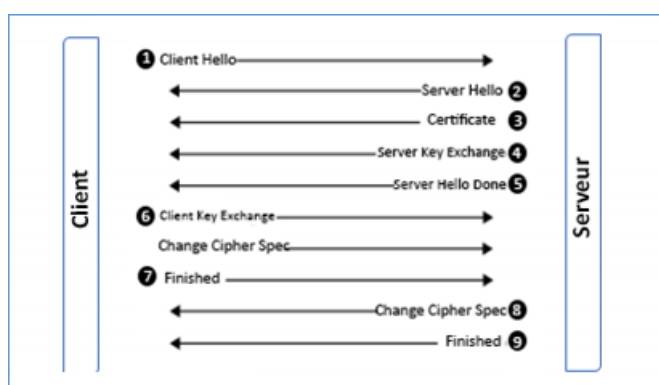 Client
Serveur
❶ Client Hello
Server Hello ❷
Certificate ❸
Server Key Exchange ❹
Server Hello Done ❺
❻ Client Key Exchange
Change Cipher Spec
❼ Finished
Change Cipher Spec ❽
Finished ❾